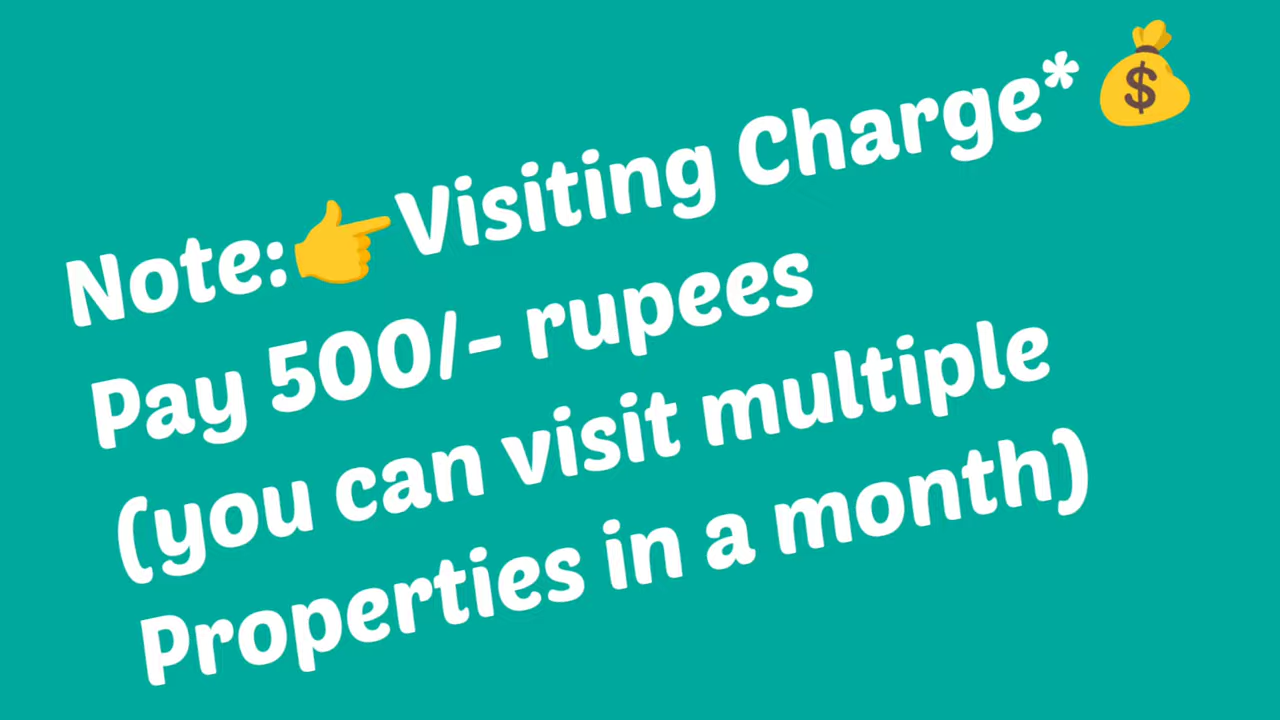 Note:👉Visiting Charge* 💰
Pay 500/- rupees
(you can visit multiple
Properties in a month)